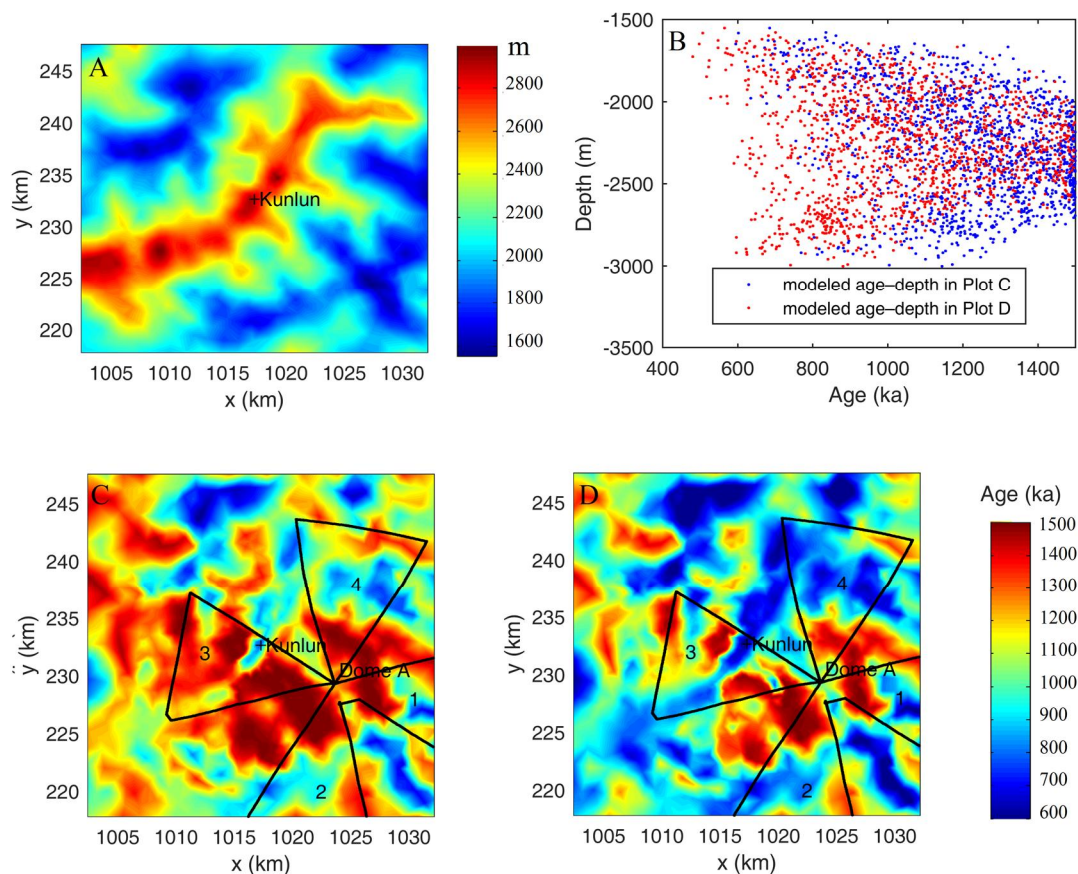 A
m
245
240
235
230
225
220
y (km)
+Kunlun
2800
2600
2400
2200
2000
1800
1600
1005 1010 1015 1020 1025 1030
x (km)
B
-1500
-2000
-2500
-3000
-3500
Depth (m)
modeled age–depth in Plot C
modeled age–depth in Plot D
400 600 800 1000 1200 1400
Age (ka)
C
245
240
235
230
225
220
y (km)
4
3
+Kunlun
Dome A
1
2
1005 1010 1015 1020 1025 1030
x (km)
D
245
240
235
230
225
220
y (km)
4
3
+Kunlun
Dome A
1
2
1005 1010 1015 1020 1025 1030
x (km)
Age (ka)
1500
1400
1300
1200
1100
1000
900
800
700
600